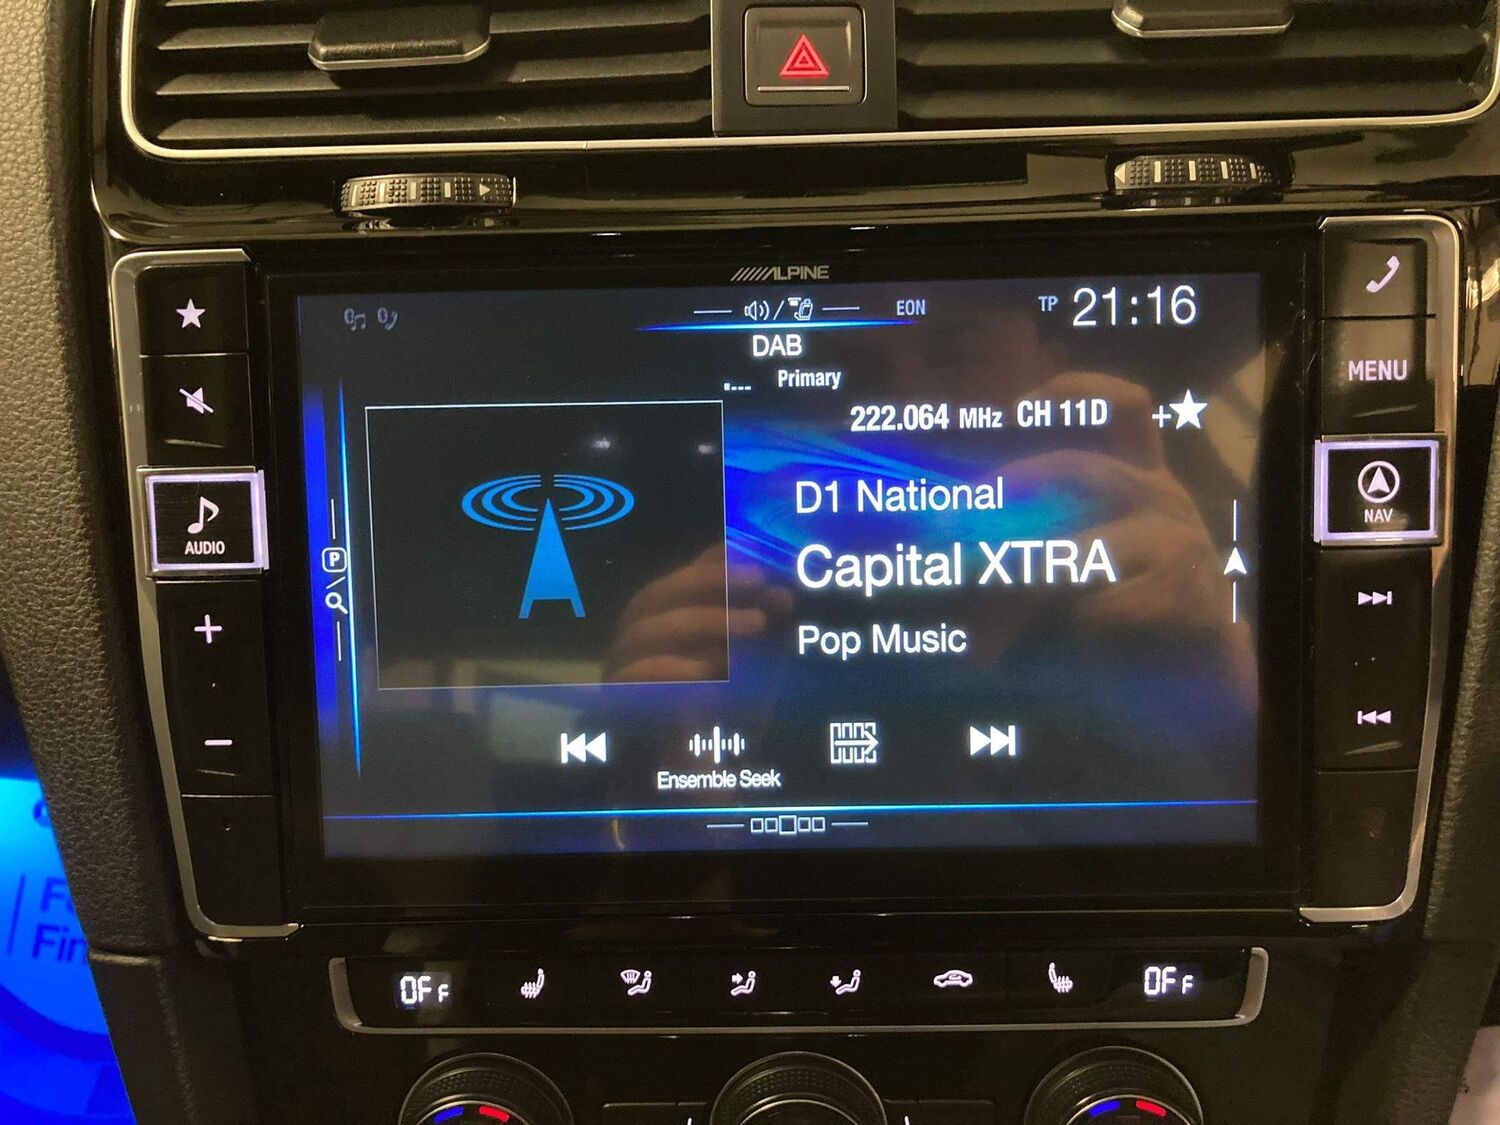 ALPINE
EON
TP 21:16
DAB
Primary
222.064 MHz CH 11D
D1 National
Capital XTRA
Pop Music
Ensemble Seek
P
AUDIO
MENU
NAV
OFF
OFF
Fin